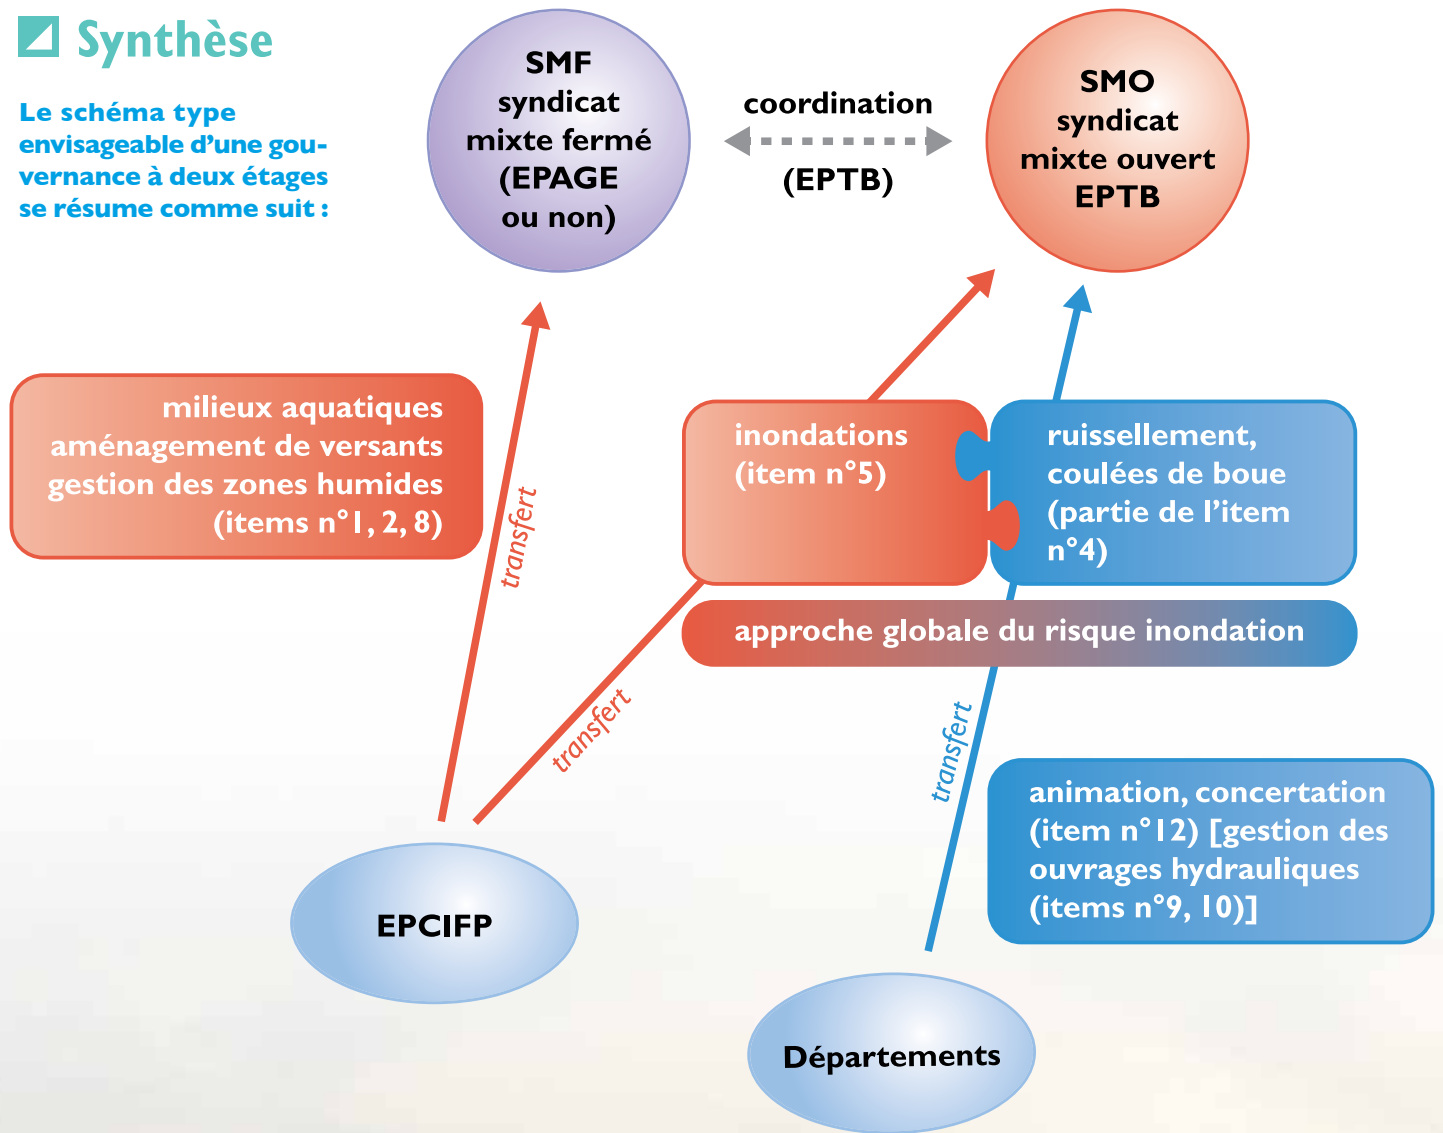 Synthèse
Le schéma type
envisageable d’une gou-
vernance à deux étages
se résume comme suit :
SMF
syndicat
mixte fermé
(EPAGE
ou non)
coordination
(EPTB)
SMO
syndicat
mixte ouvert
EPTB
milieux aquatiques
aménagement de versants
gestion des zones humides
(items n°1, 2, 8)
transfert
inondations
(item n°5)
ruissellement,
coulées de boue
(partie de l’item
n°4)
approche globale du risque inondation
transfert
transfert
animation, concertation
(item n°12) [gestion des
ouvrages hydrauliques
(items n°9, 10)]
EPCIFP
Départements